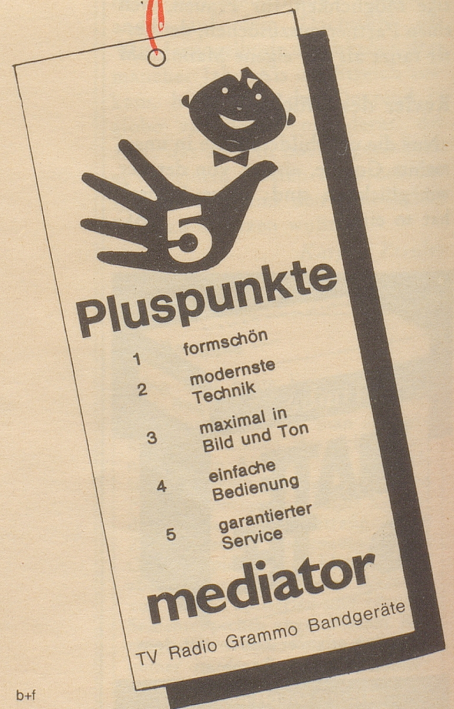 5
Pluspunkte
1 formschön
2 modernste
Technik
3 maximal in
Bild und Ton
4 einfache
Bedienung
5 garantierter
Service
mediator
TV Radio Grammo Bandgeräte
b+f